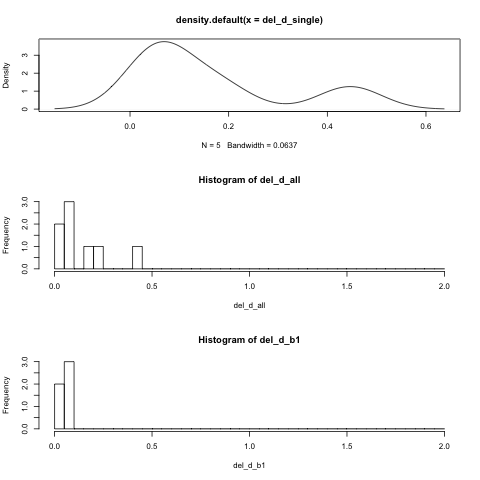 density.default(x = del_d_single)
Density
0 1 2 3
0.0 0.2 0.4 0.6
N = 5 Bandwidth = 0.0637
Histogram of del_d_all
Frequency
0.0 1.0 2.0 3.0
0.0 0.5 1.0 1.5 2.0
del_d_all
Histogram of del_d_b1
Frequency
0.0 1.0 2.0 3.0
0.0 0.5 1.0 1.5 2.0
del_d_b1